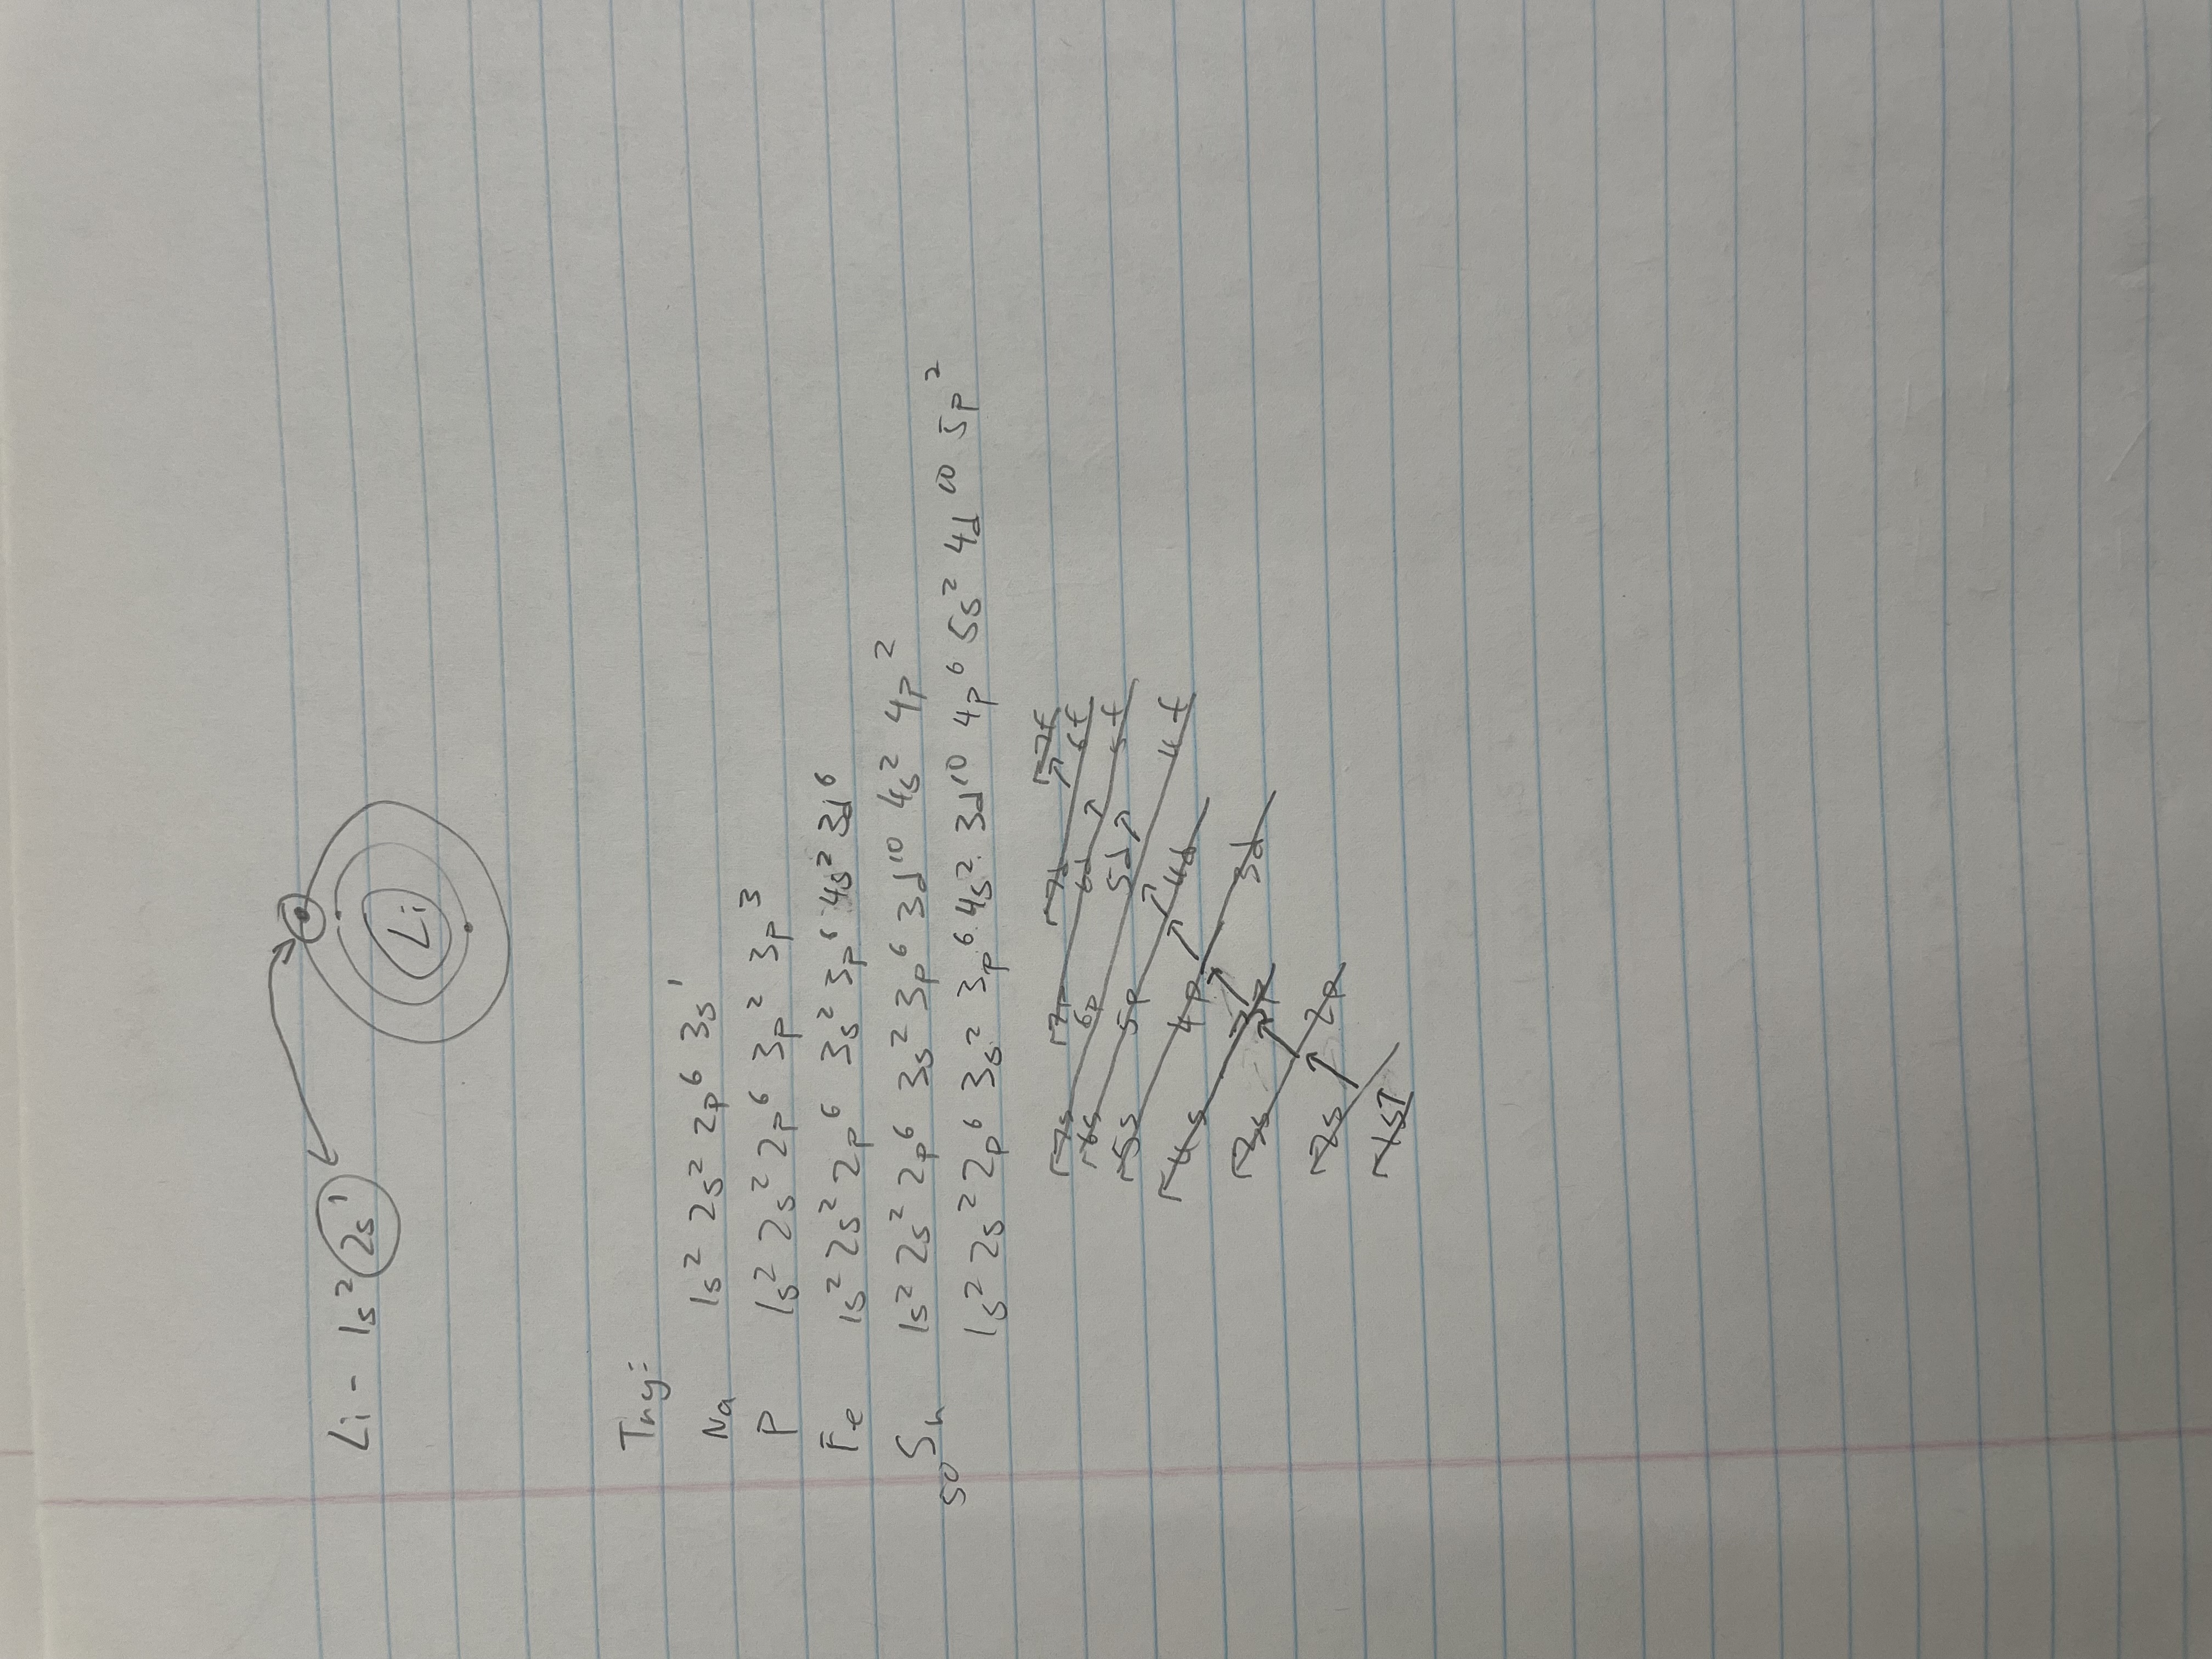 Li - 1s² 2s¹
Li
Try:
Na 1s² 2s² 2p⁶ 3s¹
P 1s² 2s² 2p⁶ 3p² 3p³
Fe 1s² 2s² 2p⁶ 3s² 3p⁶ 4s² 3d⁶
₅₀Sn 1s² 2s² 2p⁶ 3s² 3p⁶ 3d¹⁰ 4s² 4p²
1s² 2s² 2p⁶ 3s² 3p⁶ 4s² 3d¹⁰ 4p⁶ 5s² 4d¹⁰ 5p²
7s 7p 7d 7f
6s 6p 6d 6f
5s 5p 5d 5f
4s 4p 4d 4f
3s 3p 3d
2s 2p
1s